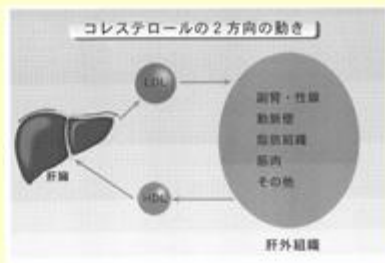 コレステロールの2方向の動き
LDL
副腎・性腺
動脈壁
脂肪組織
筋肉
その他
肝臓
HDL
肝外組織